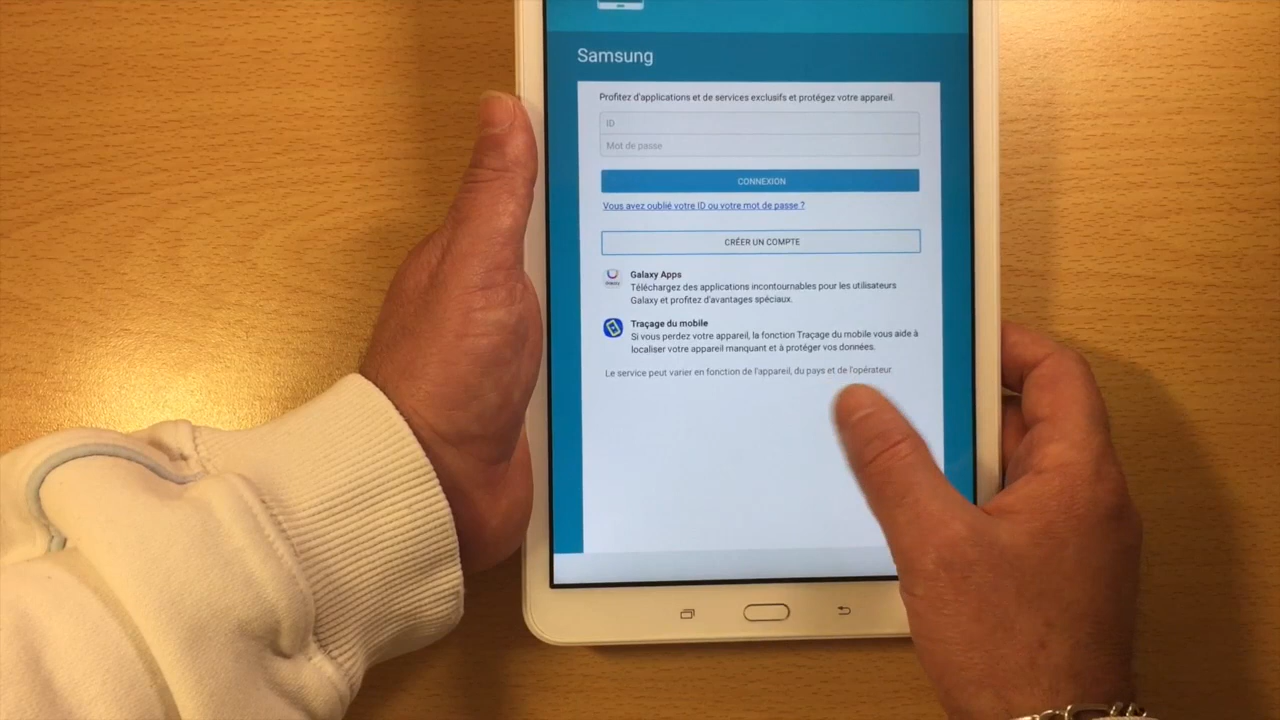 Samsung
Profitez d'applications et de services exclusifs et protégez votre appareil.
ID
Mot de passe
CONNEXION
Vous avez oublié votre ID ou votre mot de passe ?
CRÉER UN COMPTE
Galaxy Apps
Téléchargez des applications incontournables pour les utilisateurs
Galaxy et profitez d'avantages spéciaux.
Traçage du mobile
Si vous perdez votre appareil, la fonction Traçage du mobile vous aide à
localiser votre appareil manquant et à protéger vos données.
Le service peut varier en fonction de l'appareil, du pays et de l'opérateur.